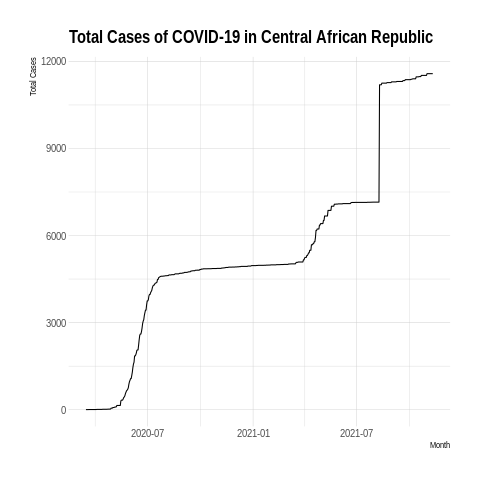 Total Cases of COVID-19 in Central African Republic
Total Cases
12000
9000
6000
3000
0
2020-07
2021-01
2021-07
Month